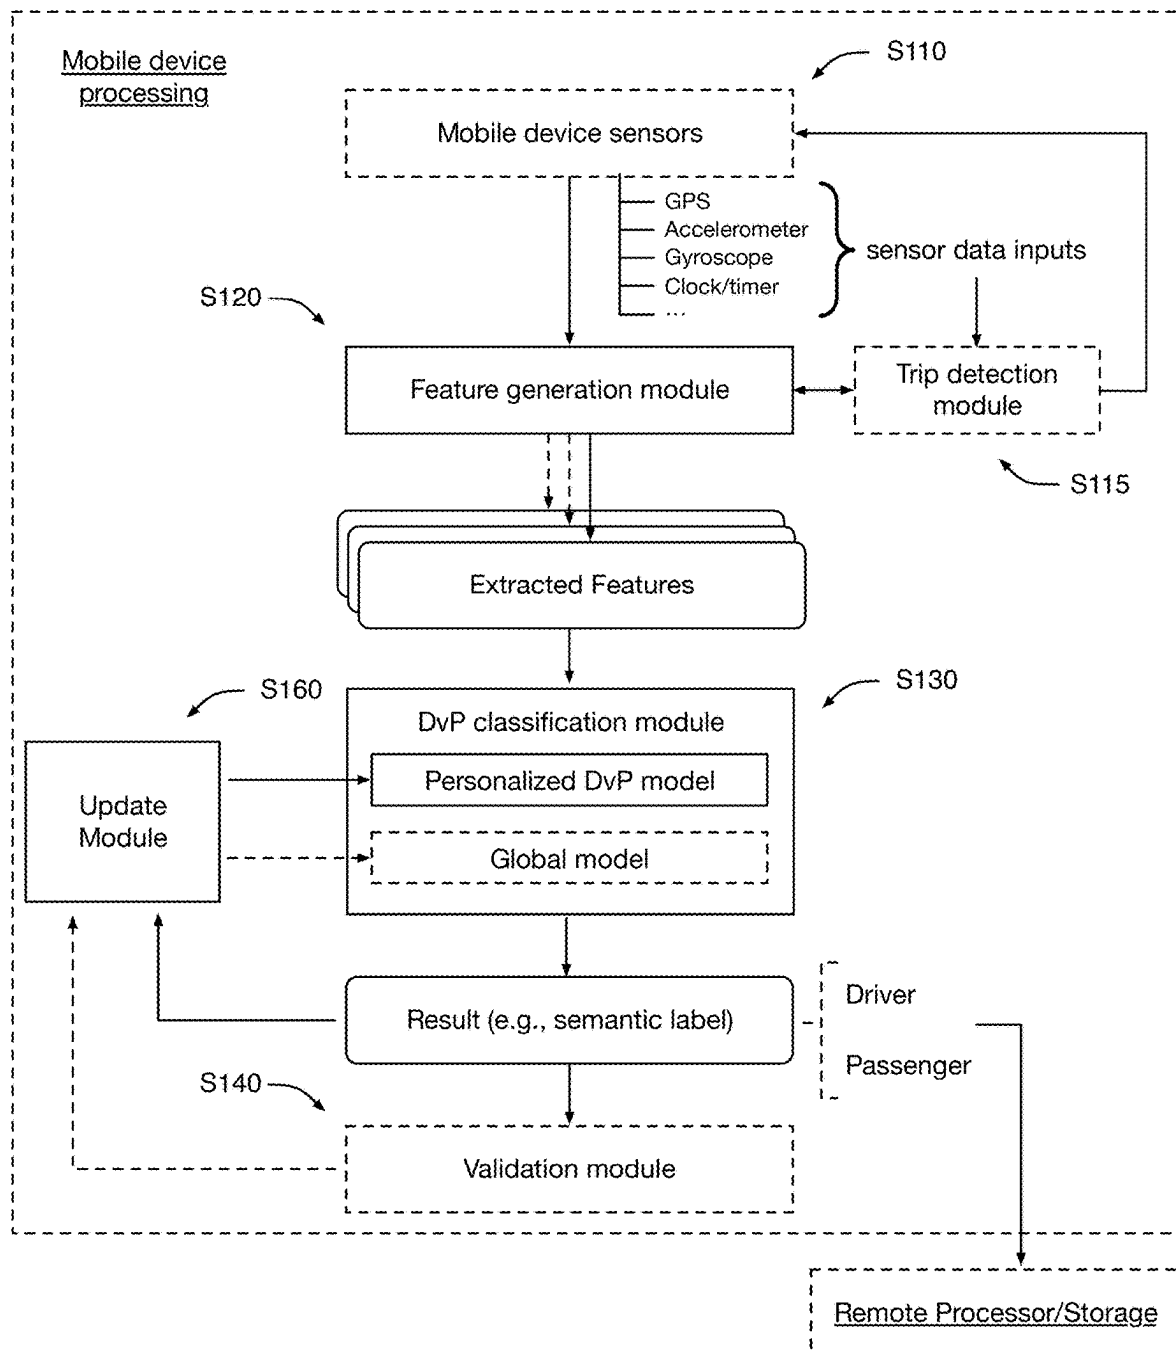 Mobile device
processing
S110
Mobile device sensors
GPS
Accelerometer
Gyroscope
Clock/timer
...
sensor data inputs
S120
Feature generation module
Trip detection
module
S115
Extracted Features
S160
S130
DvP classification module
Update
Module
Personalized DvP model
Global model
Result (e.g., semantic label)
Driver
Passenger
S140
Validation module
Remote Processor/Storage